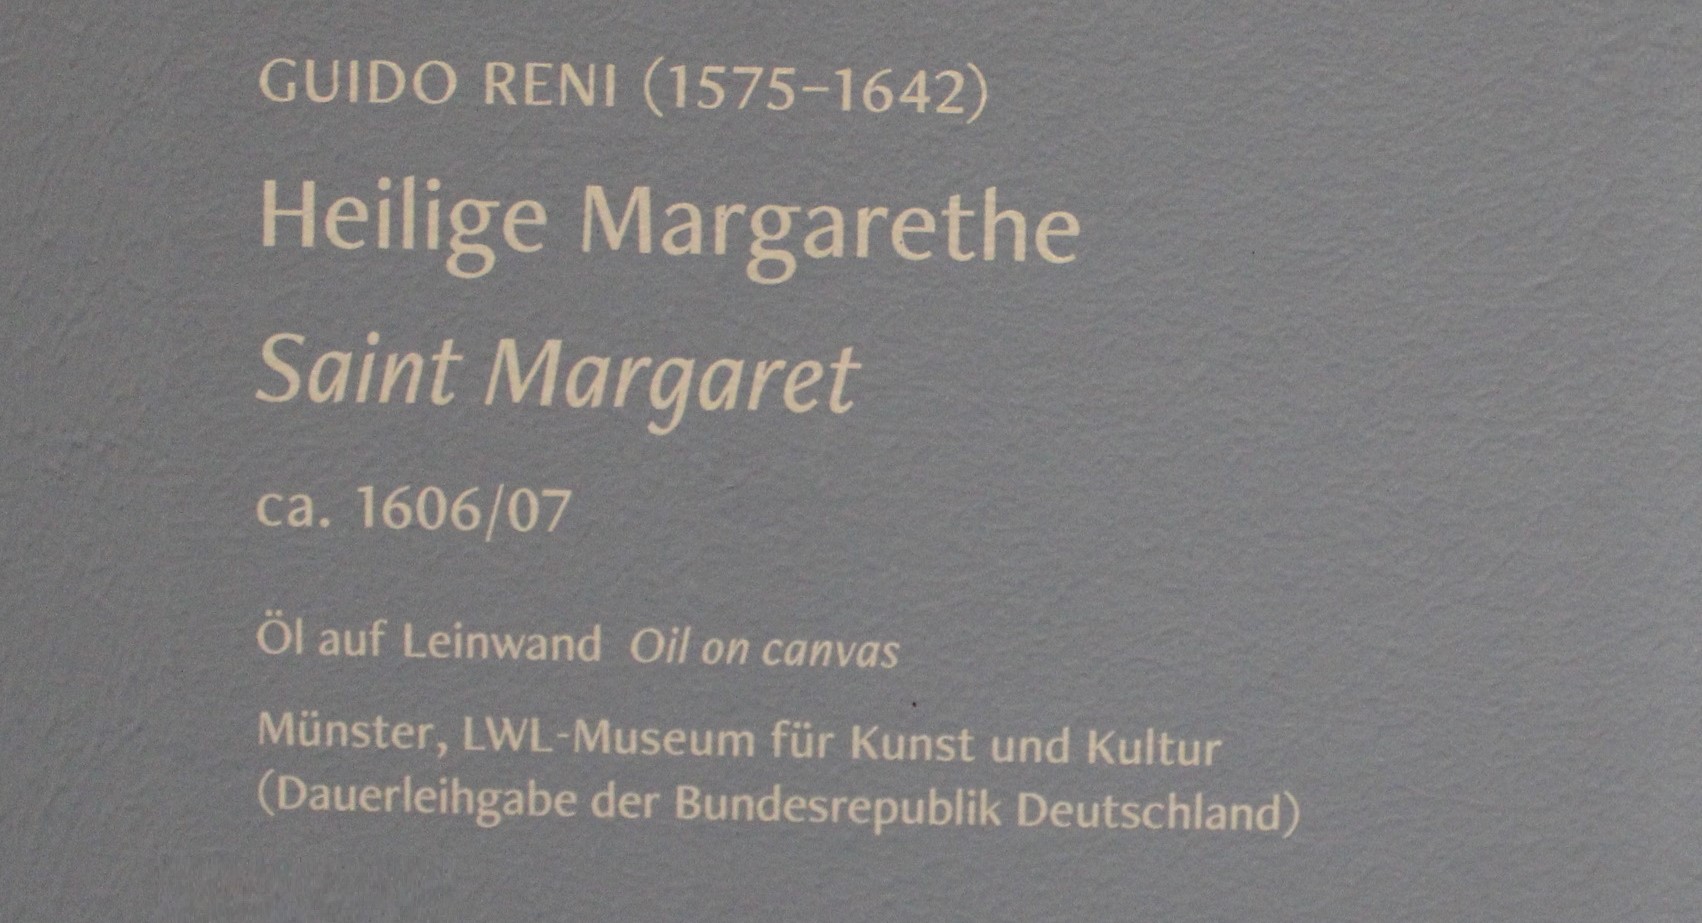 GUIDO RENI (1575–1642)
Heilige Margarethe
Saint Margaret
ca. 1606/07
Öl auf Leinwand Oil on canvas
Münster, LWL-Museum für Kunst und Kultur
(Dauerleihgabe der Bundesrepublik Deutschland)